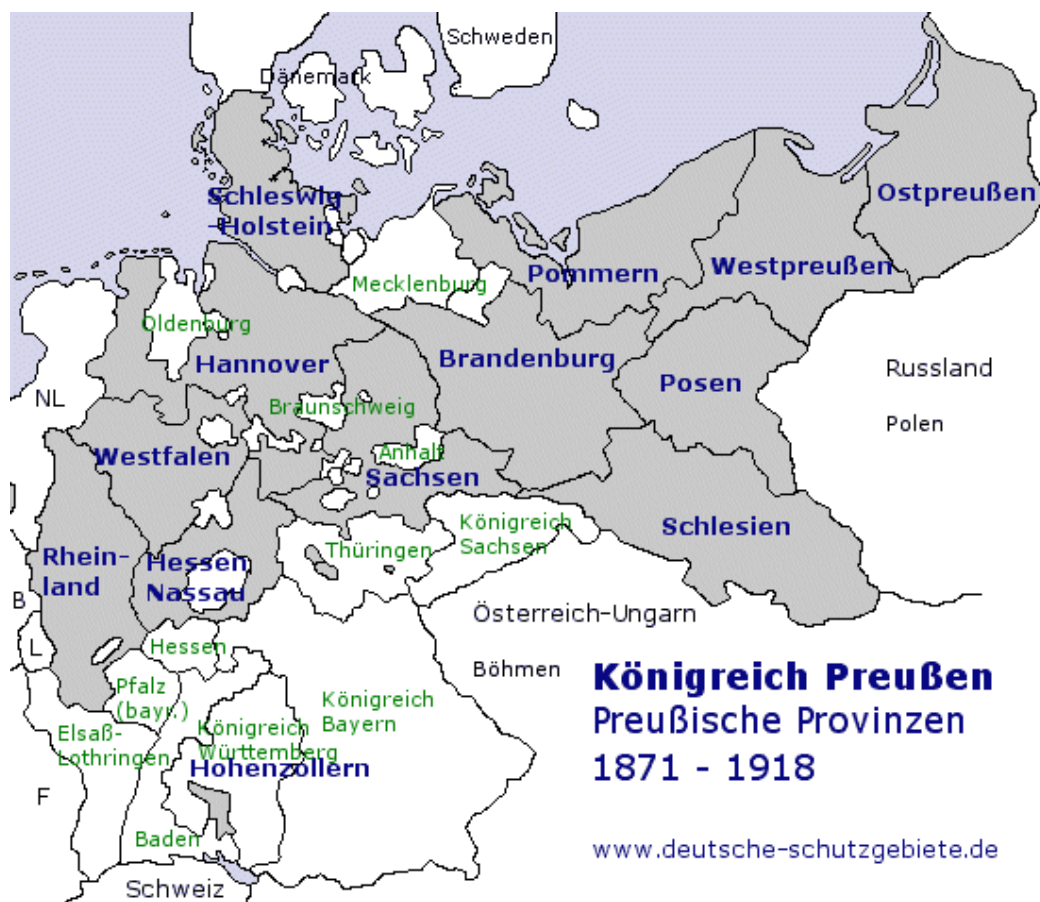 Schweden
Dänemark
Schleswig
-Holstein
Ostpreußen
Pommern
Westpreußen
Mecklenburg
Oldenburg
Hannover
Brandenburg
Posen
Russland
NL
Braunschweig
Polen
Westfalen
Anhalt
Sachsen
Königreich
Sachsen
Schlesien
Thüringen
Rhein-
land
Hessen
Nassau
B
Österreich-Ungarn
L
Hessen
Böhmen
Pfalz
(bayr.)
Königreich
Bayern
Königreich Preußen
Preußische Provinzen
1871 - 1918
Elsaß-
Lothringen
Königreich
Württemberg
Hohenzollern
F
Baden
www.deutsche-schutzgebiete.de
Schweiz